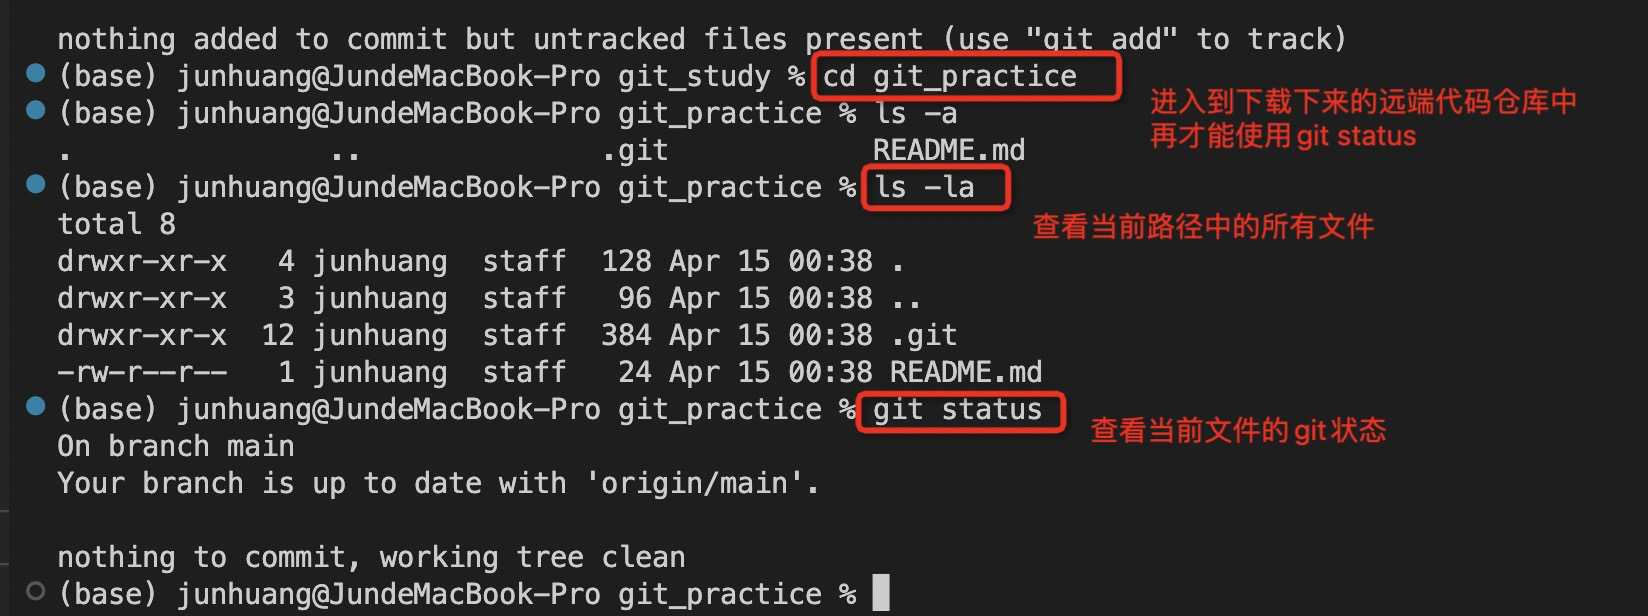 nothing added to commit but untracked files present (use "git add" to track)
(base) junhuang@JundeMacBook-Pro git_study % cd git_practice
进入到下载下来的远端代码仓库中
再才能使用git status
(base) junhuang@JundeMacBook-Pro git_practice % ls -a
. .. .git README.md
(base) junhuang@JundeMacBook-Pro git_practice % ls -la
查看当前路径中的所有文件
total 8
drwxr-xr-x 4 junhuang staff 128 Apr 15 00:38 .
drwxr-xr-x 3 junhuang staff 96 Apr 15 00:38 ..
drwxr-xr-x 12 junhuang staff 384 Apr 15 00:38 .git
-rw-r--r-- 1 junhuang staff 24 Apr 15 00:38 README.md
(base) junhuang@JundeMacBook-Pro git_practice % git status
查看当前文件的git状态
On branch main
Your branch is up to date with 'origin/main'.
nothing to commit, working tree clean
(base) junhuang@JundeMacBook-Pro git_practice %